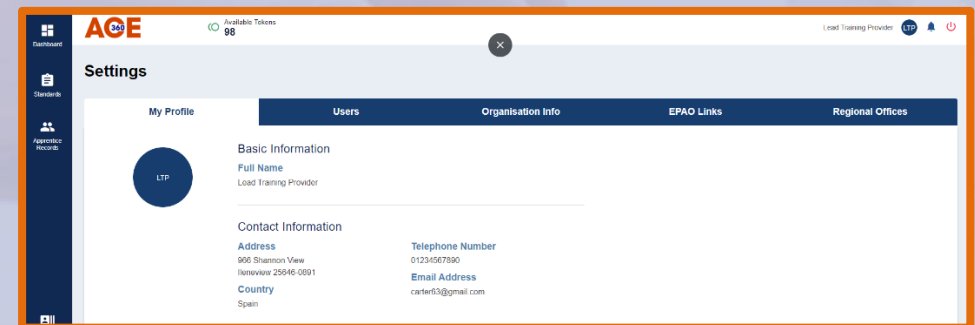 Dashboard
Standards
Apprentice
Records
ACE 360
Available Tokens
98
Lead Training Provider
LTP
Settings
My Profile
Users
Organisation Info
EPAO Links
Regional Offices
LTP
Basic Information
Full Name
Lead Training Provider
Contact Information
Address
966 Shannon View
Ileneview 25646-0891
Country
Spain
Telephone Number
01234567890
Email Address
carter63@gmail.com